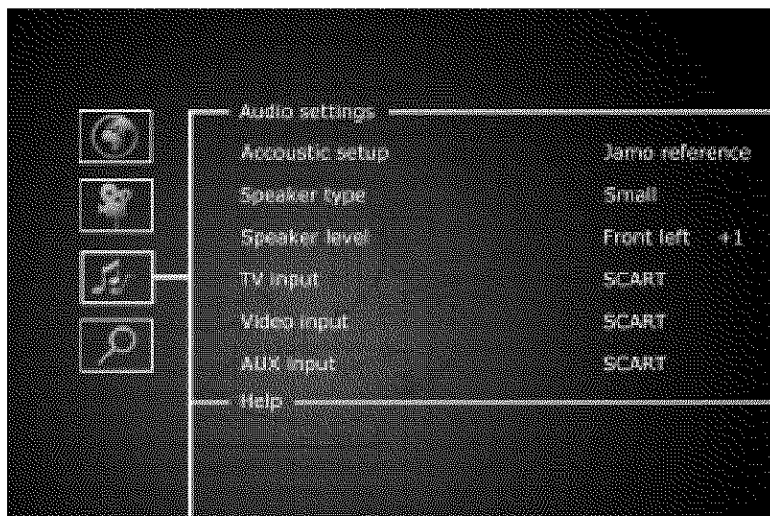 Audio settings
Accoustic setup Jamo reference
Speaker type Small
Speaker level Front left +1
TV input SCART
Video input SCART
AUX input SCART
Help